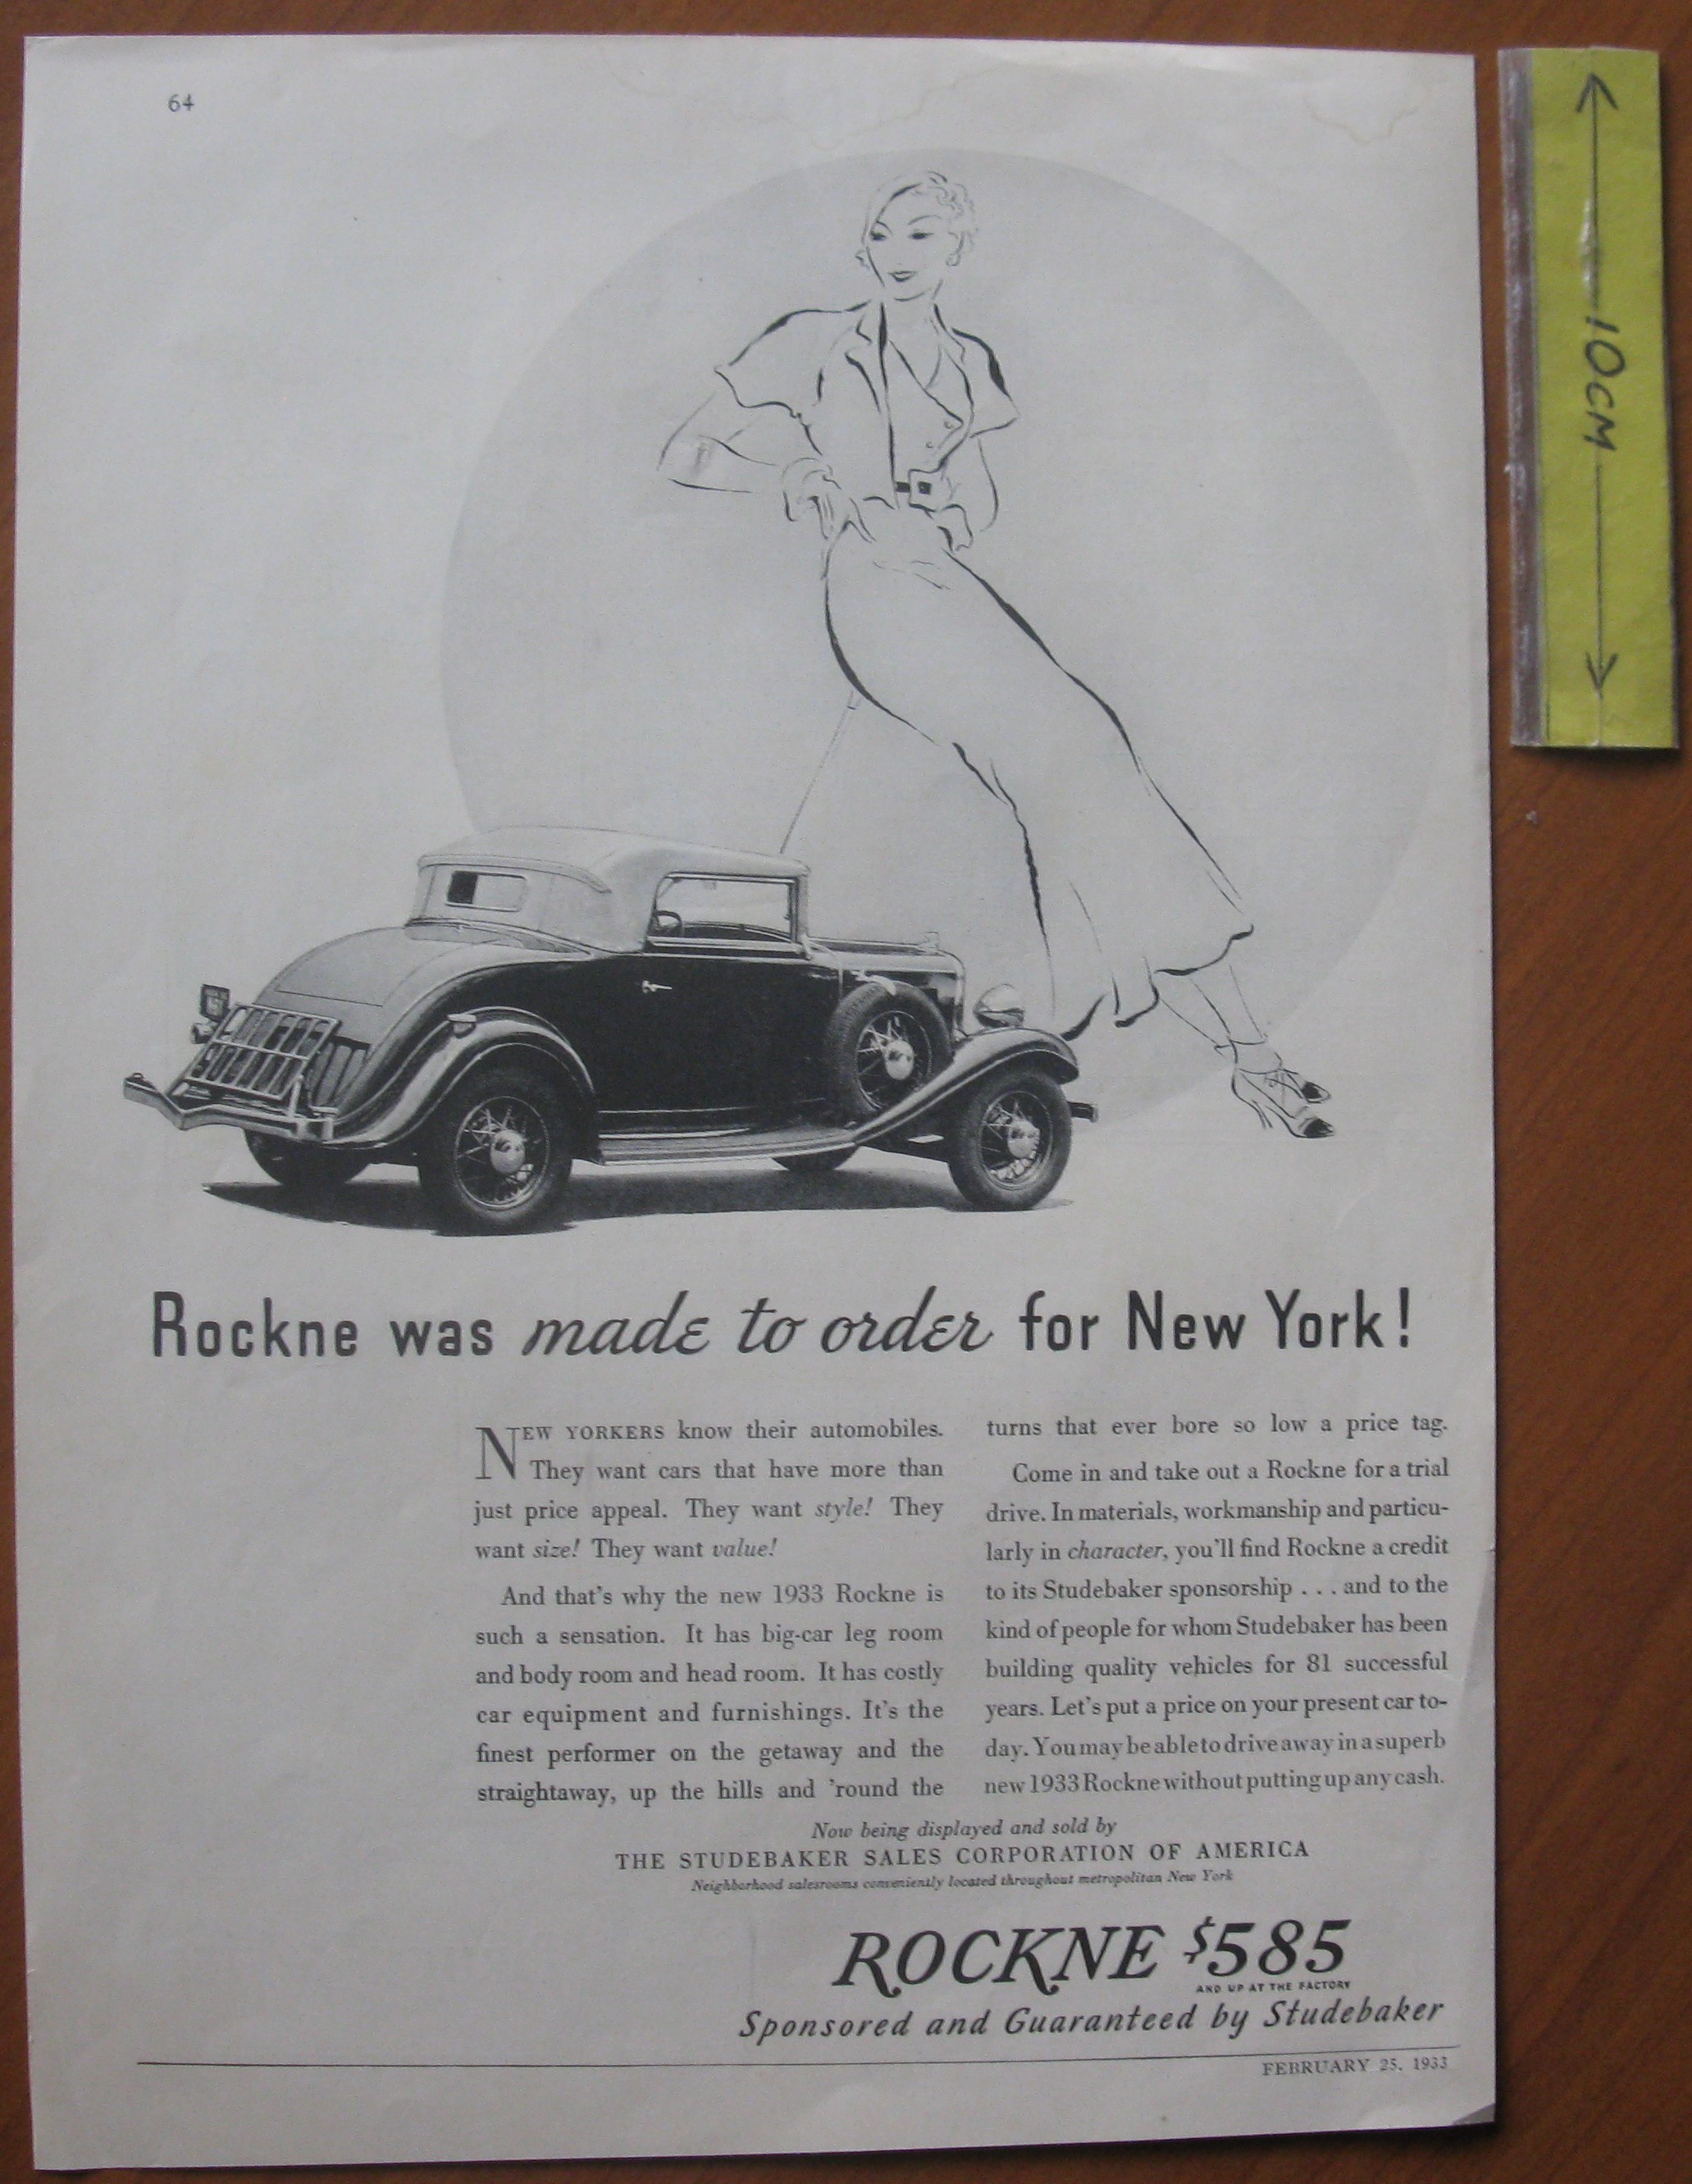 64
10CM
Rockne was made to order for New York!
NEW YORKERS know their automobiles.
They want cars that have more than
just price appeal. They want style! They
want size! They want value!
And that's why the new 1933 Rockne is
such a sensation. It has big-car leg room
and body room and head room. It has costly
car equipment and furnishings. It's the
finest performer on the getaway and the
straightaway, up the hills and 'round the
turns that ever bore so low a price tag.
Come in and take out a Rockne for a trial
drive. In materials, workmanship and particu-
larly in character, you'll find Rockne a credit
to its Studebaker sponsorship . . . and to the
kind of people for whom Studebaker has been
building quality vehicles for 81 successful
years. Let's put a price on your present car to-
day. You may be able to drive away in a superb
new 1933 Rockne without putting up any cash.
Now being displayed and sold by
THE STUDEBAKER SALES CORPORATION OF AMERICA
Neighborhood salesrooms conveniently located throughout metropolitan New York
ROCKNE $585
AND UP AT THE FACTORY
Sponsored and Guaranteed by Studebaker
FEBRUARY 25, 1933